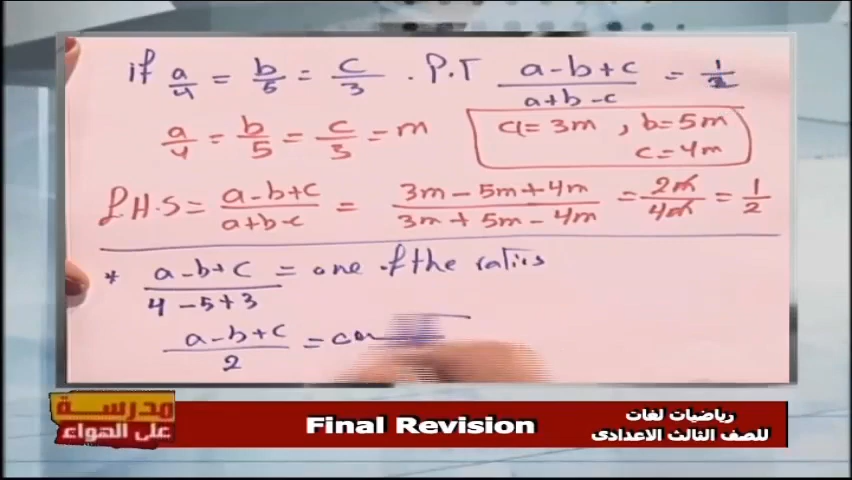 if a/4 = b/5 = c/3 . P.T (a-b+c)/(a+b-c) = 1/2
a/4 = b/5 = c/3 = m
a=3m , b=5m
c=4m
L.H.S = (a-b+c)/(a+b-c) = (3m-5m+4m)/(3m+5m-4m) = 2m/4m = 1/2
* (a-b+c)/(4-5+3) = one of the ratios
(a-b+c)/2 =
مدرسة
على الهواء
Final Revision
رياضيات لغات
للصف الثالث الاعدادى